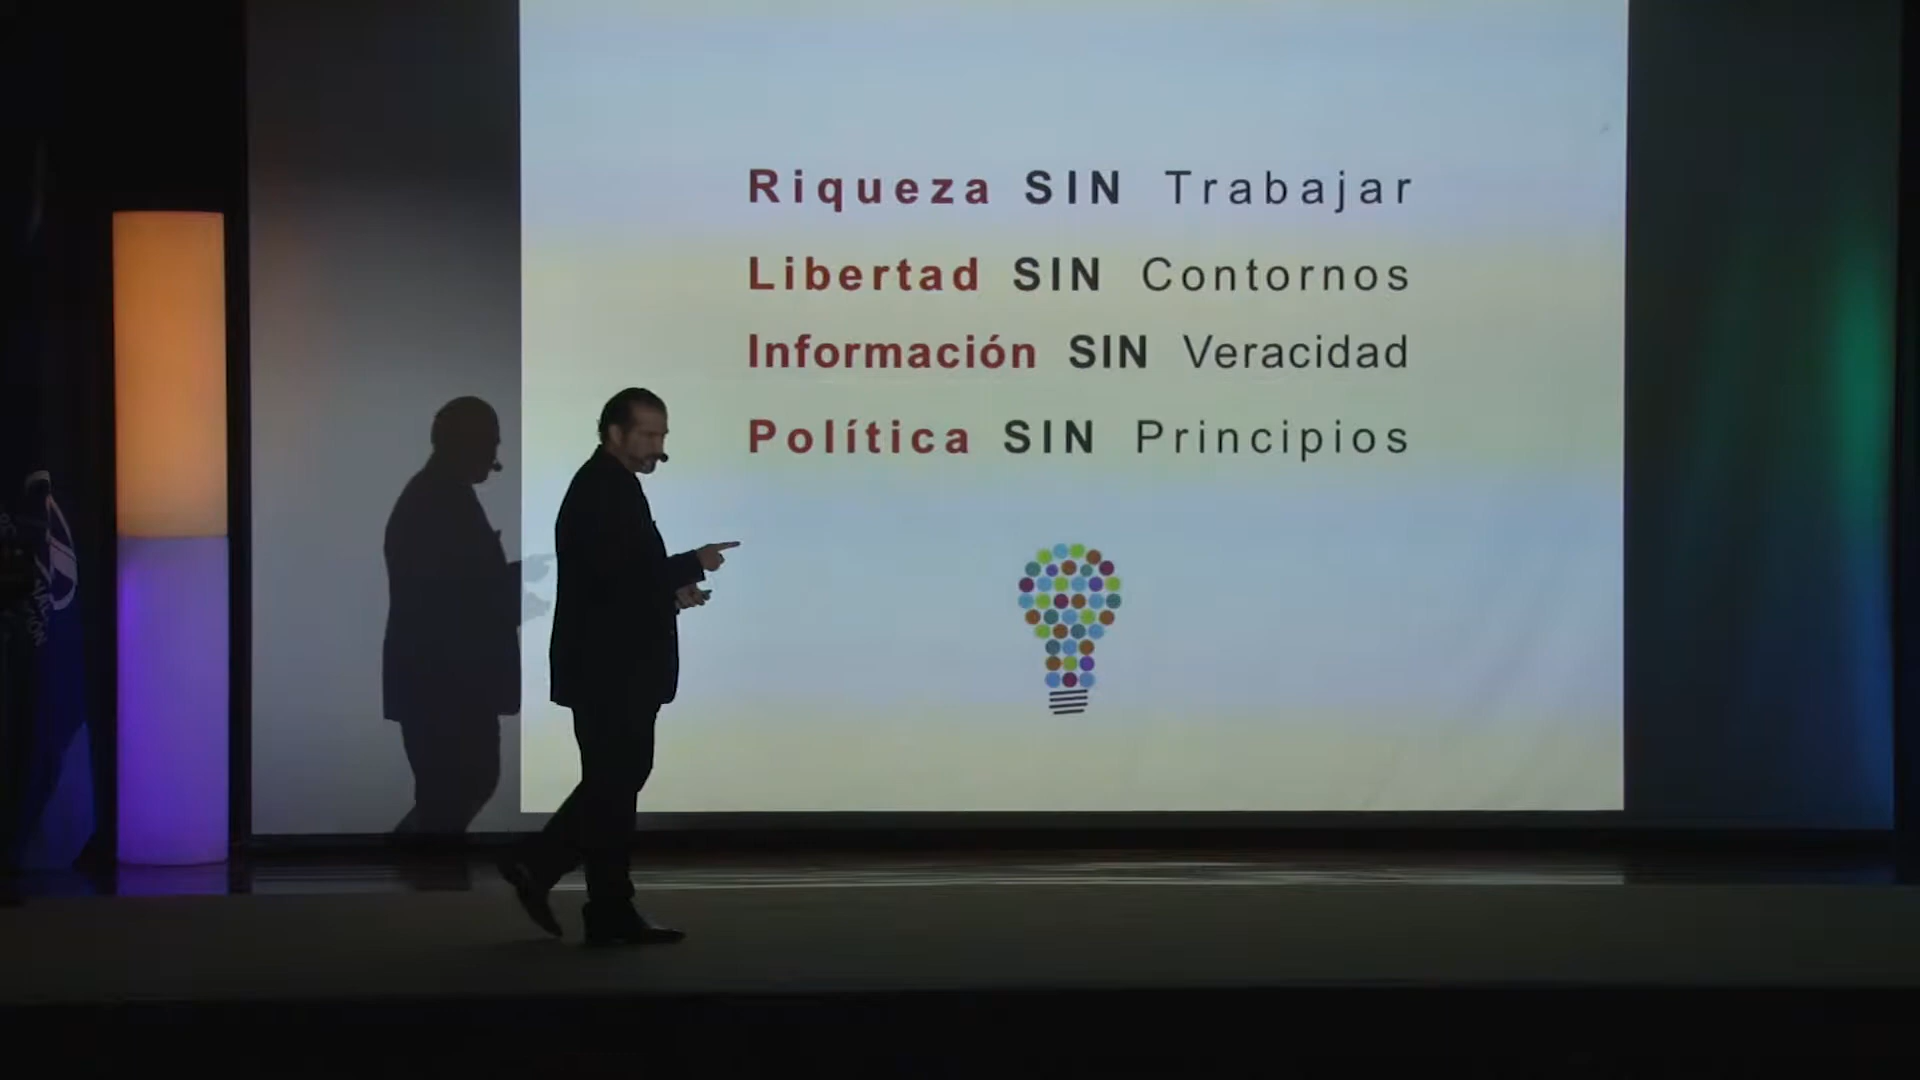 Riqueza SIN Trabajar
Libertad SIN Contornos
Información SIN Veracidad
Política SIN Principios